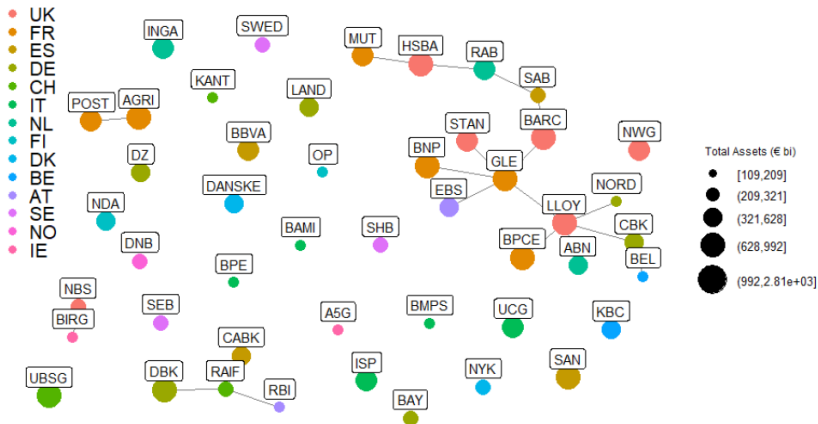 UK
FR
ES
DE
CH
IT
NL
FI
DK
BE
AT
SE
NO
IE
INGA
SWED
MUT
HSBA
RAB
KANT
SAB
POST
AGRI
LAND
STAN
BARC
NWG
DZ
BBVA
OP
BNP
GLE
NDA
DANSKE
EBS
NORD
LLOY
DNB
BAMI
SHB
BPCE
ABN
CBK
BPE
BEL
NBS
BIRG
SEB
A5G
BMPS
UCG
KBC
CABK
UBSG
DBK
RAIF
RBI
ISP
BAY
NYK
SAN
Total Assets (€ bi)
[109,209]
(209,321]
(321,628]
(628,992]
(992,2.81e+03]